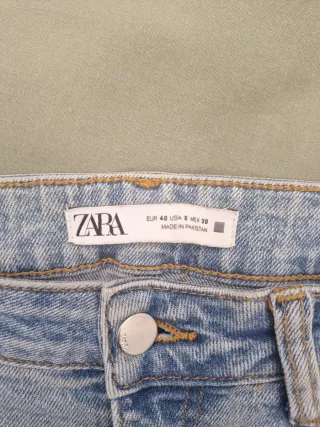 ZARA
EUR 40 USA 8 MEX 30
MADE IN PAKISTAN